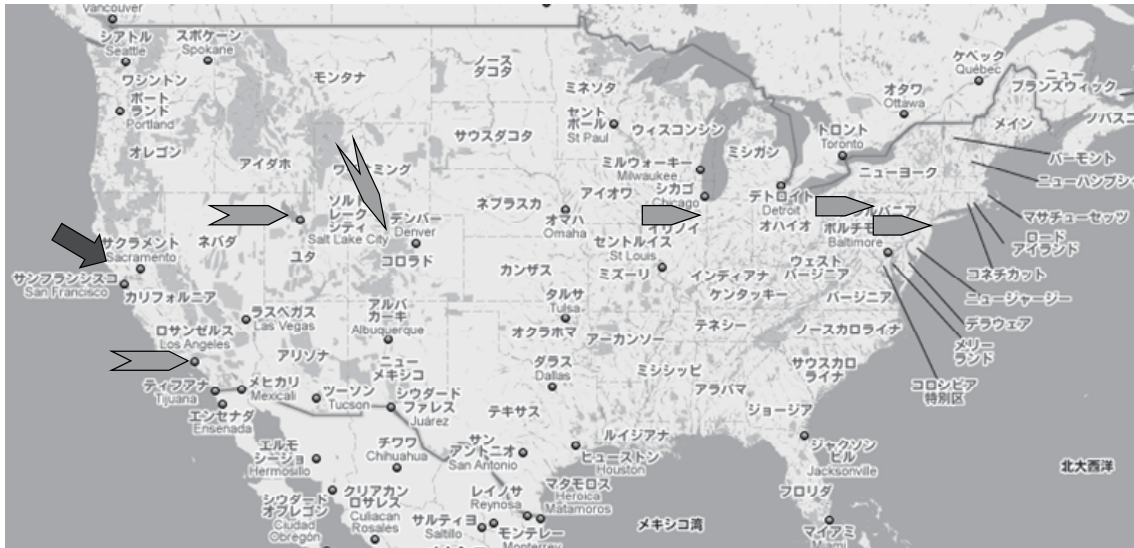 Vancouver
シアトル
Seattle
スポケーン
Spokane
ワシントン
ポート
ランド
Portland
オレゴン
モンタナ
アイダホ
ノース
ダコタ
サウスダコタ
ミネソタ
セント
ポール
St Paul
ウィスコンシン
ミルウォーキー
Milwaukee
ミシガン
シカゴ
Chicago
アイオワ
ネブラスカ
オマハ
Omaha
デトロイト
Detroit
トロント
Toronto
オタワ
Ottawa
ケベック
Québec
ニュー
ブランズウィック
メイン
ノバスコ
バーモント
ニューハンプシ
ニューヨーク
マサチューセッツ
ロード
アイランド
コネチカット
ニュージャージー
デラウェア
メリー
ランド
コロンビア
特別区
オハイオ
Baltimore
ウェスト
バージニア
バージニア
インディアナ
ケンタッキー
セントルイス
St Louis
ミズーリ
カンザス
ソルト
レーク
シティ
Salt Lake City
ユタ
ネバダ
デンバー
Denver
コロラド
サクラメント
Sacramento
サンフランシスコ
San Francisco
カリフォルニア
ラスベガス
Las Vegas
ロサンゼルス
Los Angeles
アリゾナ
アルバ
カーキ
Albuquerque
ニュー
メキシコ
タルサ
Tulsa
オクラホマ
アーカンソー
テネシー
ノースカロライナ
サウスカロ
ライナ
ミシシッピ
アラバマ
ジョージア
ダラス
Dallas
テキサス
ティフアナ
Tijuana
メヒカリ
Mexicali
エンセナダ
Ensenada
ツーソン
Tucson
シウダード
ファレス
Juárez
チワワ
Chihuahua
エルモ
シージョ
Hermosillo
サン
アントニオ
San Antonio
ルイジアナ
ヒューストン
Houston
ジャクソン
ビル
Jacksonville
フロリダ
マイアミ
Miami
北大西洋
メキシコ湾
シウダード
オブレゴン
Ciudad
Obregón
クリアカン
ロサレス
Culiacan
Rosales
サルティヨ
Saltillo
レイノサ
Reynosa
マタモロス
Heroica
Matamoros
モンテレー
Monterrey